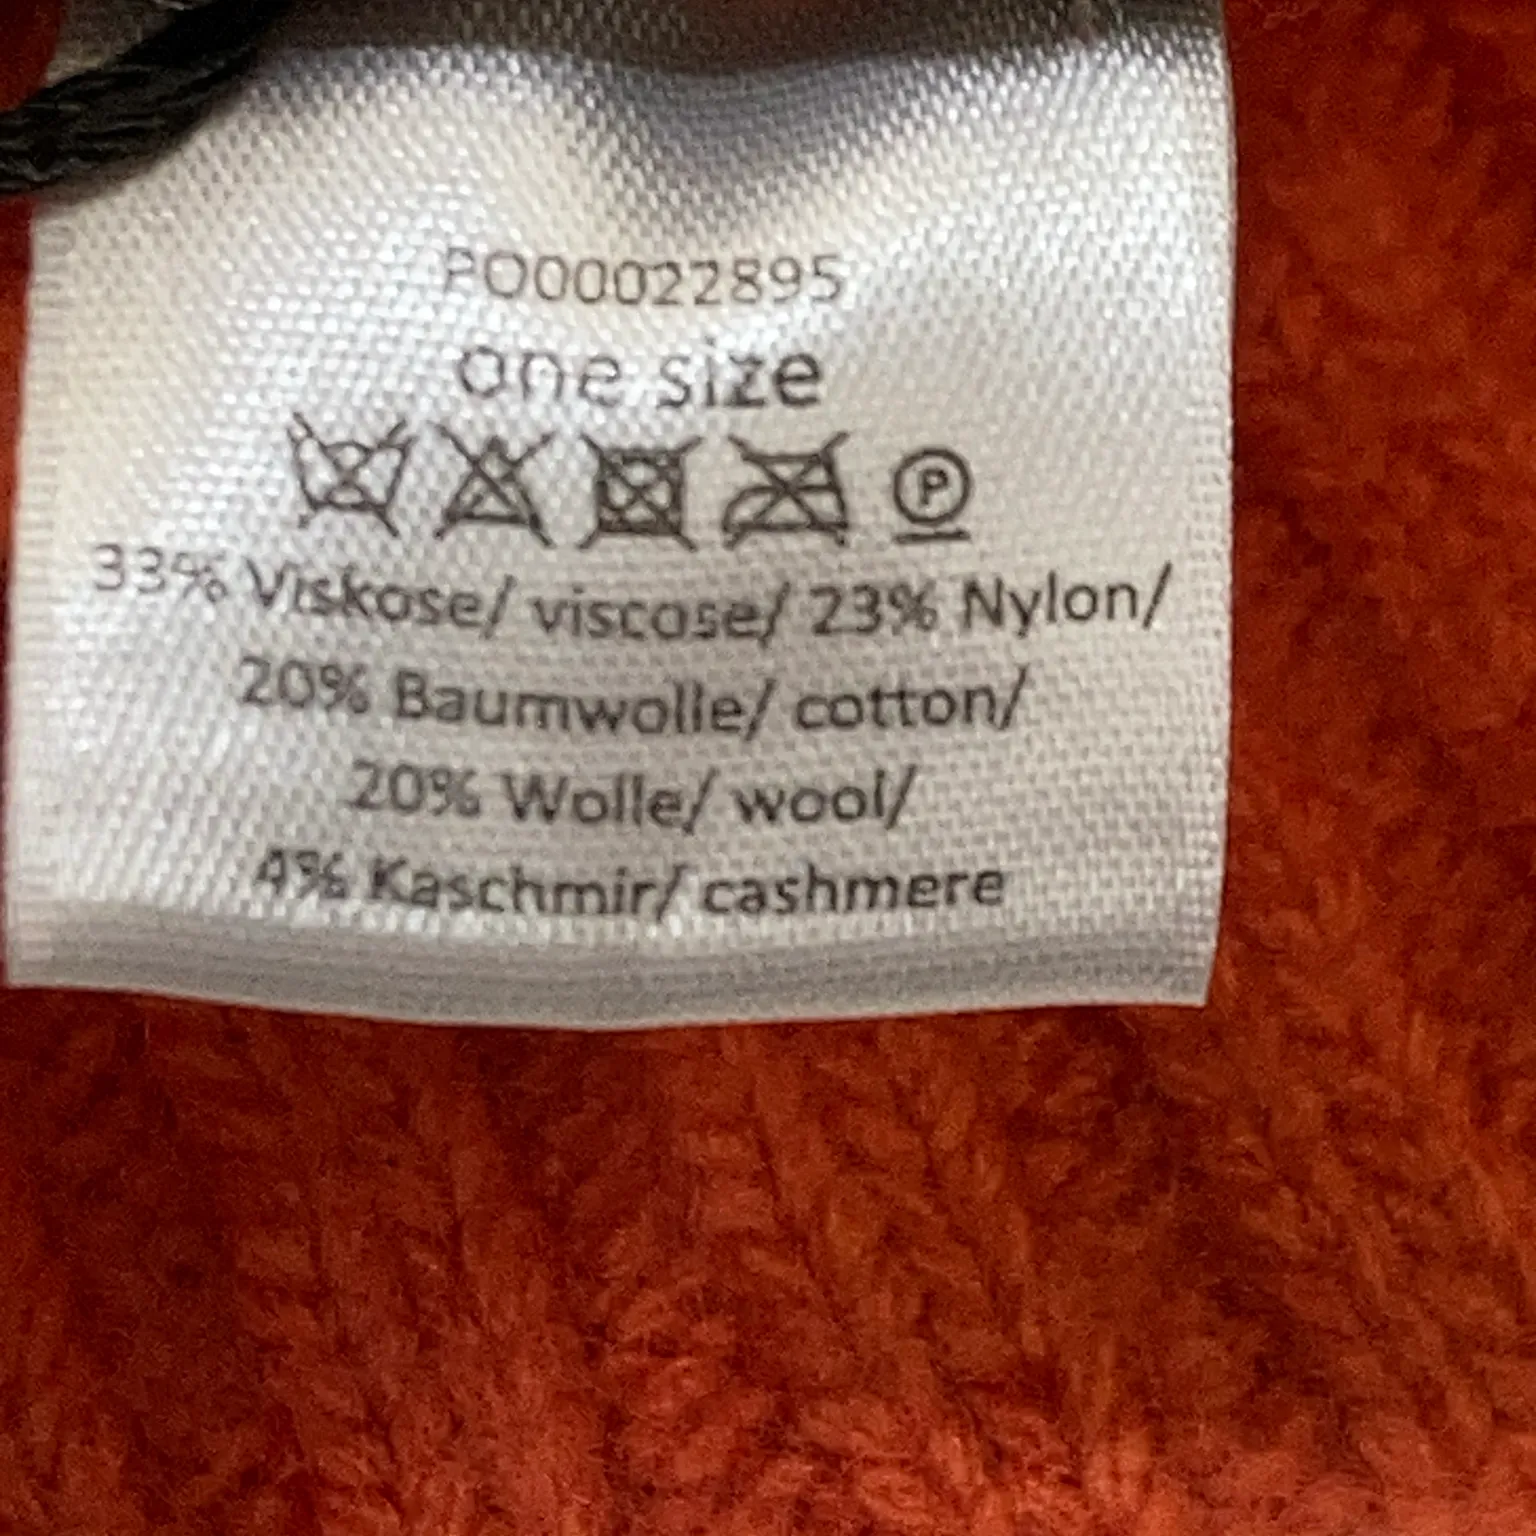 PO00022895
one size
P
33% Viskose/ viscose/ 23% Nylon/
20% Baumwolle/ cotton/
20% Wolle/ wool/
4% Kaschmir/ cashmere